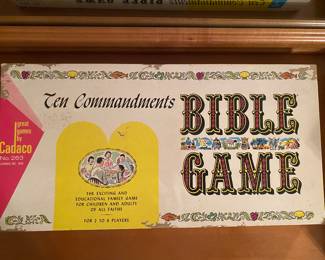 Ten Commandments
BIBLE
GAME
great
games
by
Cadaco
No. 263
THE EXCITING AND
EDUCATIONAL FAMILY GAME
FOR CHILDREN AND ADULTS
OF ALL FAITHS
FOR 2 TO 6 PLAYERS